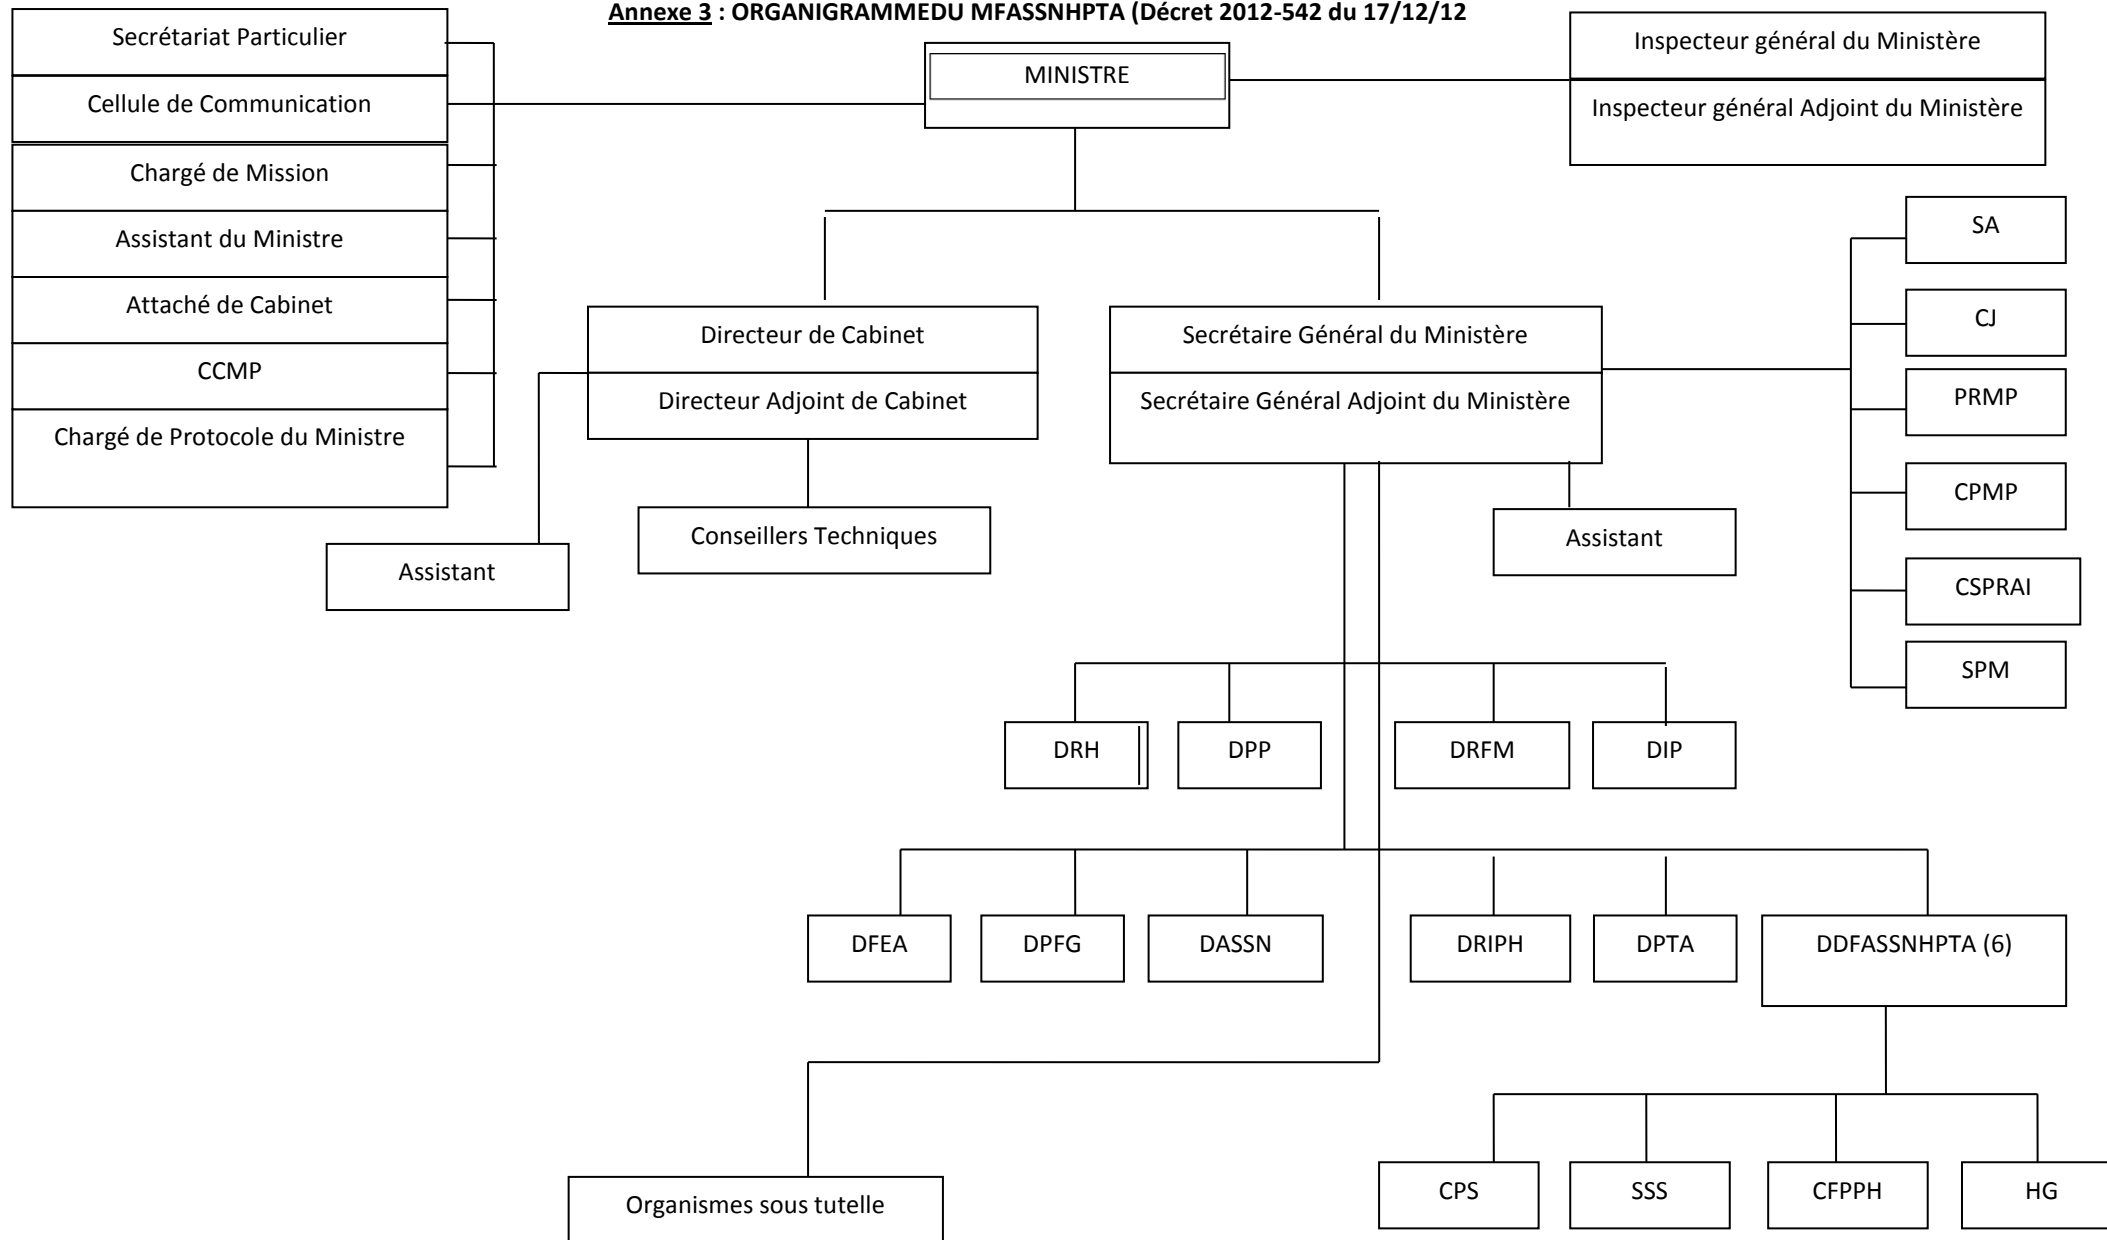 Annexe 3 : ORGANIGRAMMEDU MFASSNHPTA (Décret 2012-542 du 17/12/12
Secrétariat Particulier
Cellule de Communication
Chargé de Mission
Assistant du Ministre
Attaché de Cabinet
CCMP
Chargé de Protocole du Ministre
MINISTRE
Inspecteur général du Ministère
Inspecteur général Adjoint du Ministère
Directeur de Cabinet
Directeur Adjoint de Cabinet
Secrétaire Général du Ministère
Secrétaire Général Adjoint du Ministère
SA
CJ
PRMP
CPMP
CSPRAI
SPM
Assistant
Conseillers Techniques
Assistant
DRH
DPP
DRFM
DIP
DFEA
DPFG
DASSN
DRIPH
DPTA
DDFASSNHPTA (6)
Organismes sous tutelle
CPS
SSS
CFPPH
HG